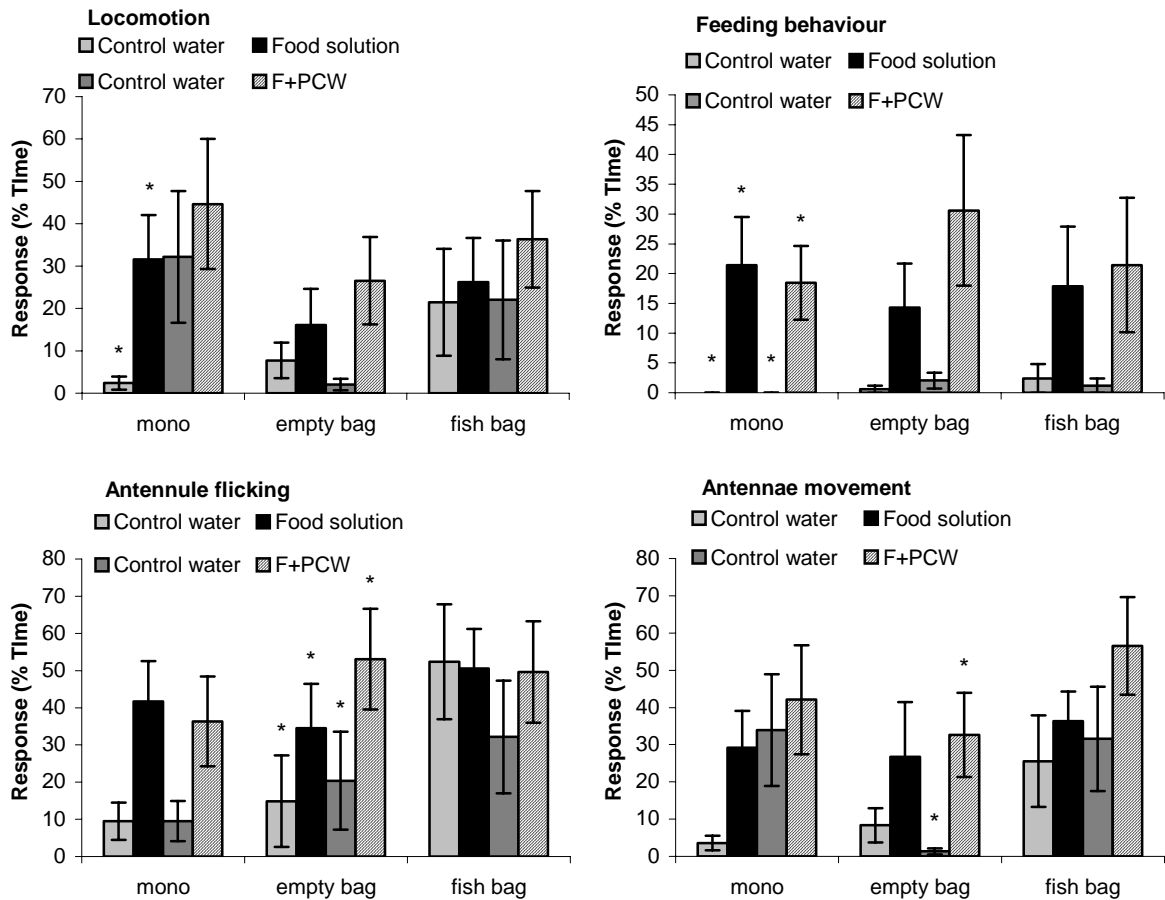 Locomotion
Control water Food solution
Control water F+PCW
Response (% TIme)
70
60
50
40
30
20
10
0
*
*
mono empty bag fish bag
Feeding behaviour
Control water Food solution
Control water F+PCW
Response (% TIme)
50
45
40
35
30
25
20
15
10
5
0
*
*
* *
mono empty bag fish bag
Antennule flicking
Control water Food solution
Control water F+PCW
Response (% TIme)
80
70
60
50
40
30
20
10
0
*
*
* *
mono empty bag fish bag
Antennae movement
Control water Food solution
Control water F+PCW
Response (% TIme)
80
70
60
50
40
30
20
10
0
*
*
mono empty bag fish bag